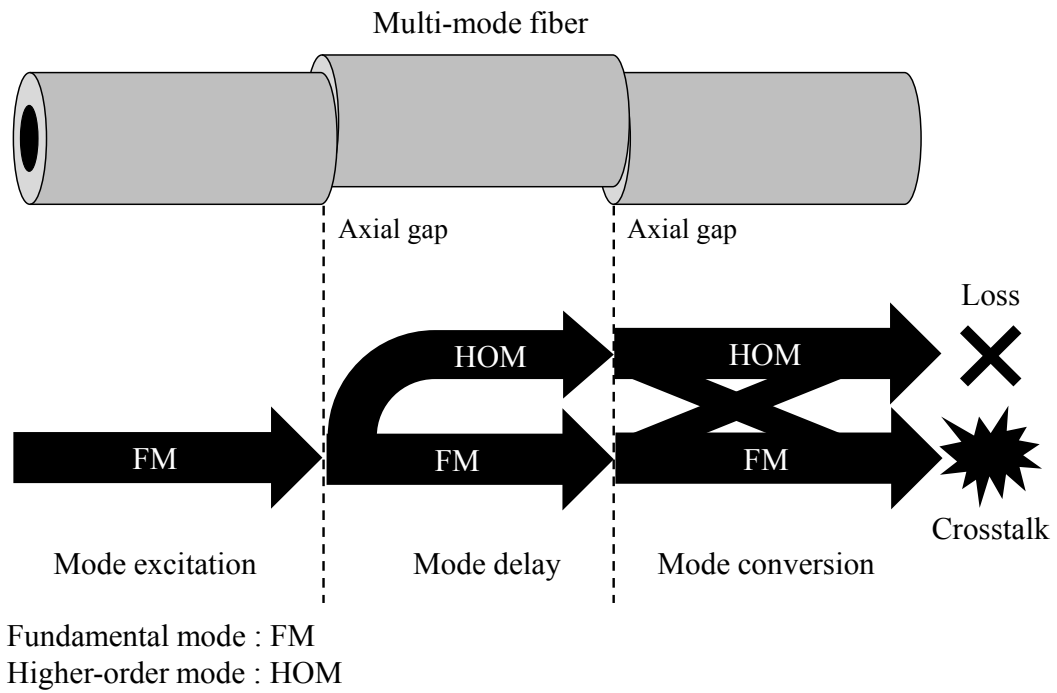 Multi-mode fiber
Axial gap
Axial gap
Loss
HOM
HOM
FM
FM
FM
Crosstalk
Mode excitation
Mode delay
Mode conversion
Fundamental mode : FM
Higher-order mode : HOM